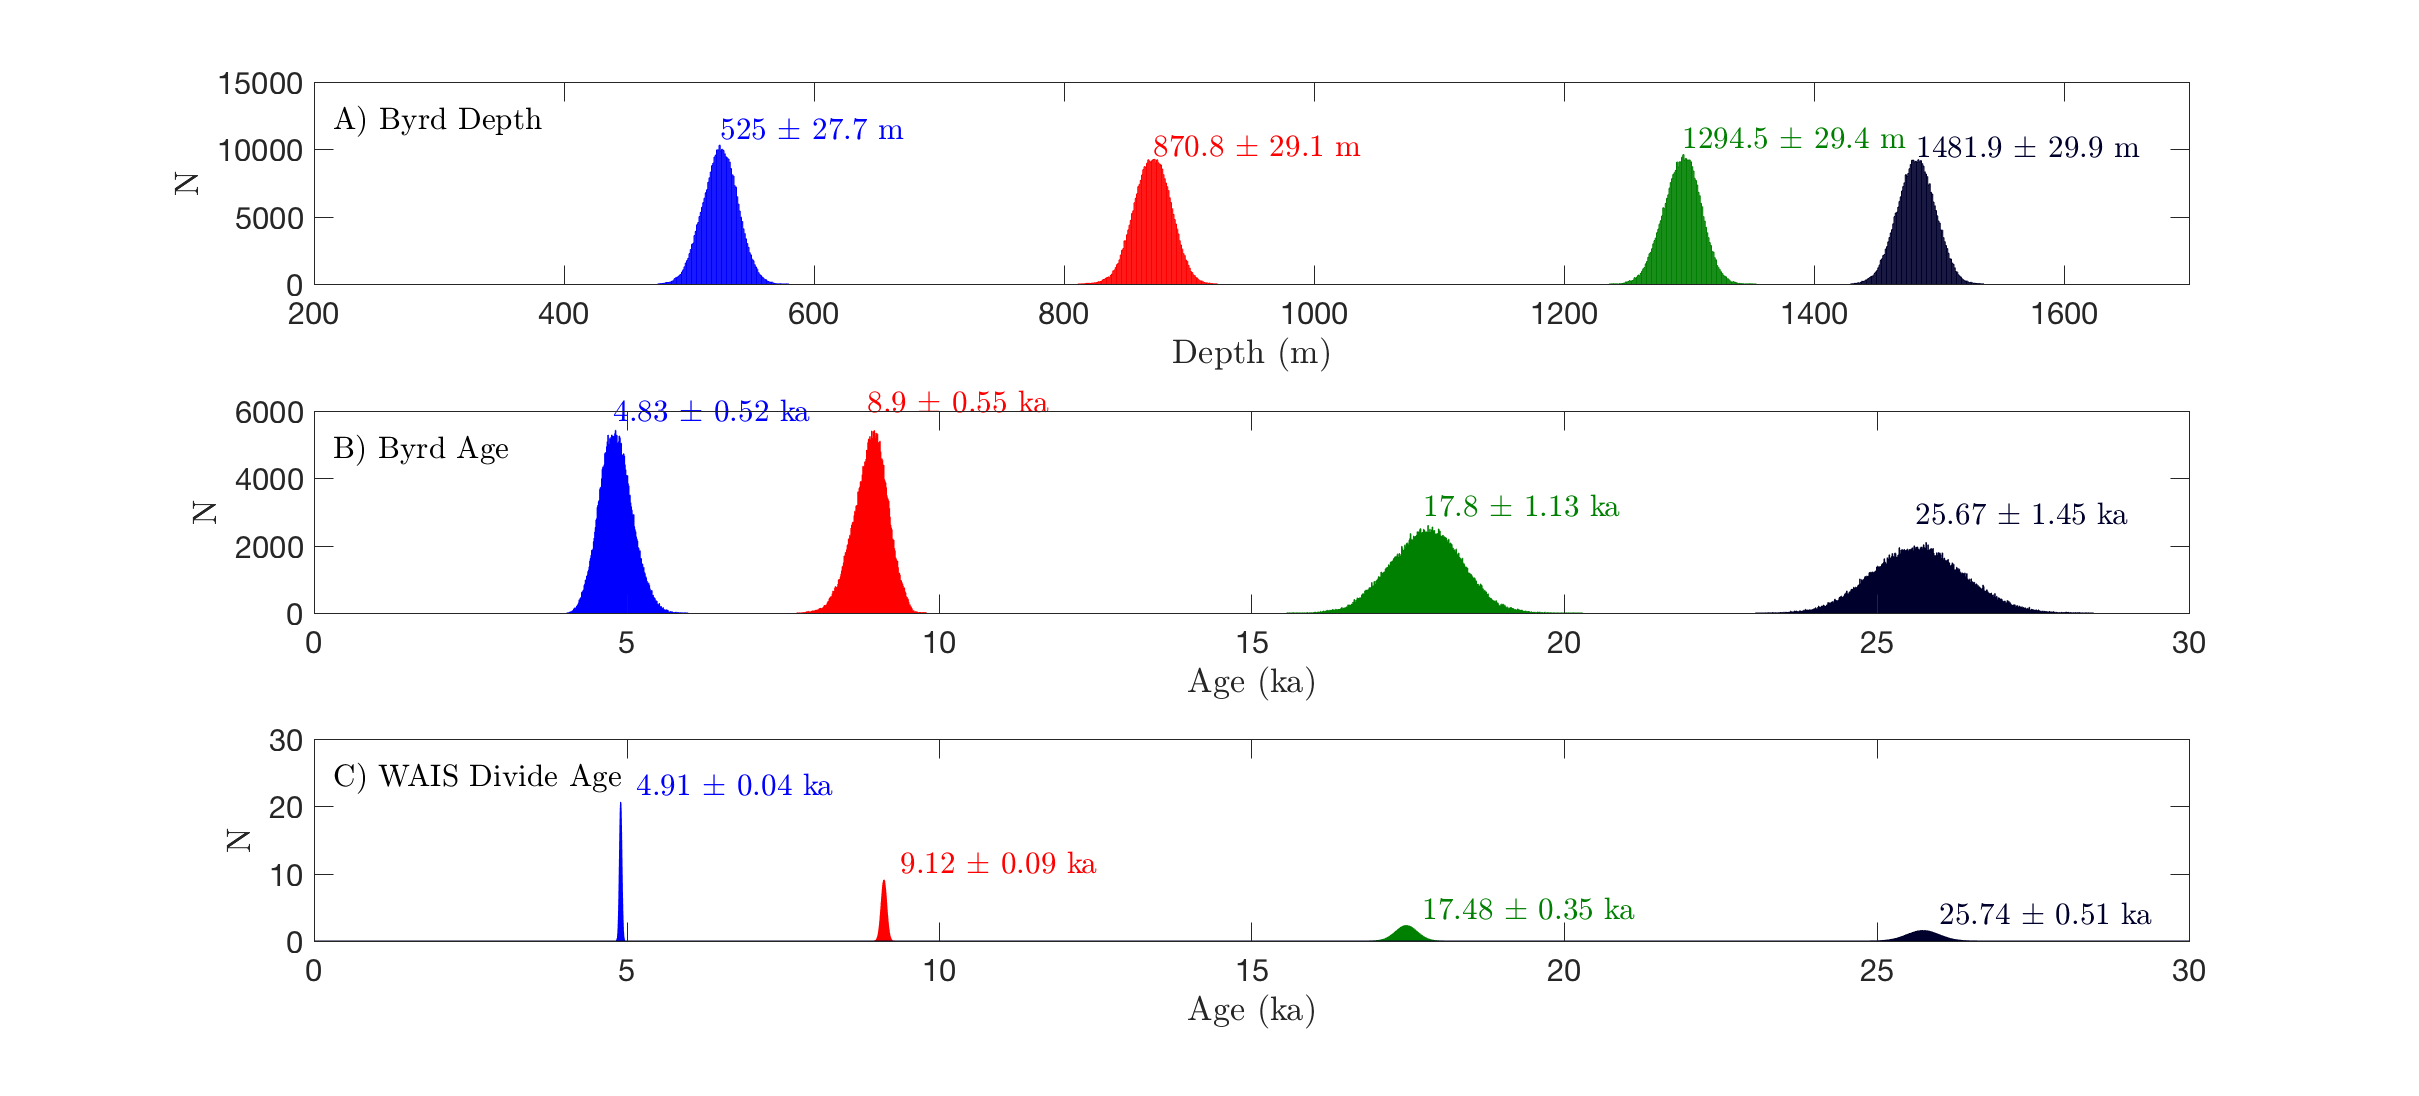 15000
A) Byrd Depth
525 ± 27.7 m
870.8 ± 29.1 m
1294.5 ± 29.4 m
1481.9 ± 29.9 m
10000
5000
0
N
200 400 600 800 1000 1200 1400 1600
Depth (m)
6000
4.83 ± 0.52 ka
8.9 ± 0.55 ka
B) Byrd Age
4000
17.8 ± 1.13 ka
25.67 ± 1.45 ka
2000
0
N
0 5 10 15 20 25 30
Age (ka)
30
C) WAIS Divide Age
4.91 ± 0.04 ka
20
9.12 ± 0.09 ka
10
17.48 ± 0.35 ka
25.74 ± 0.51 ka
0
N
0 5 10 15 20 25 30
Age (ka)